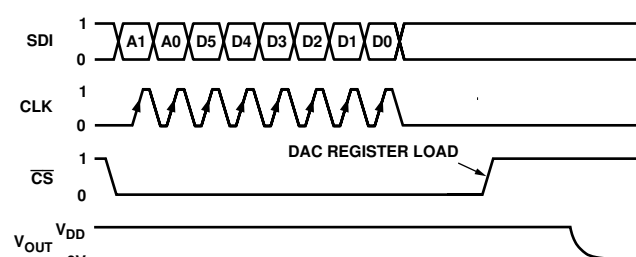 SDI 1 0 A1 A0 D5 D4 D3 D2 D1 D0
CLK 1 0
DAC REGISTER LOAD
CS 1 0
VOUT VDD
0V